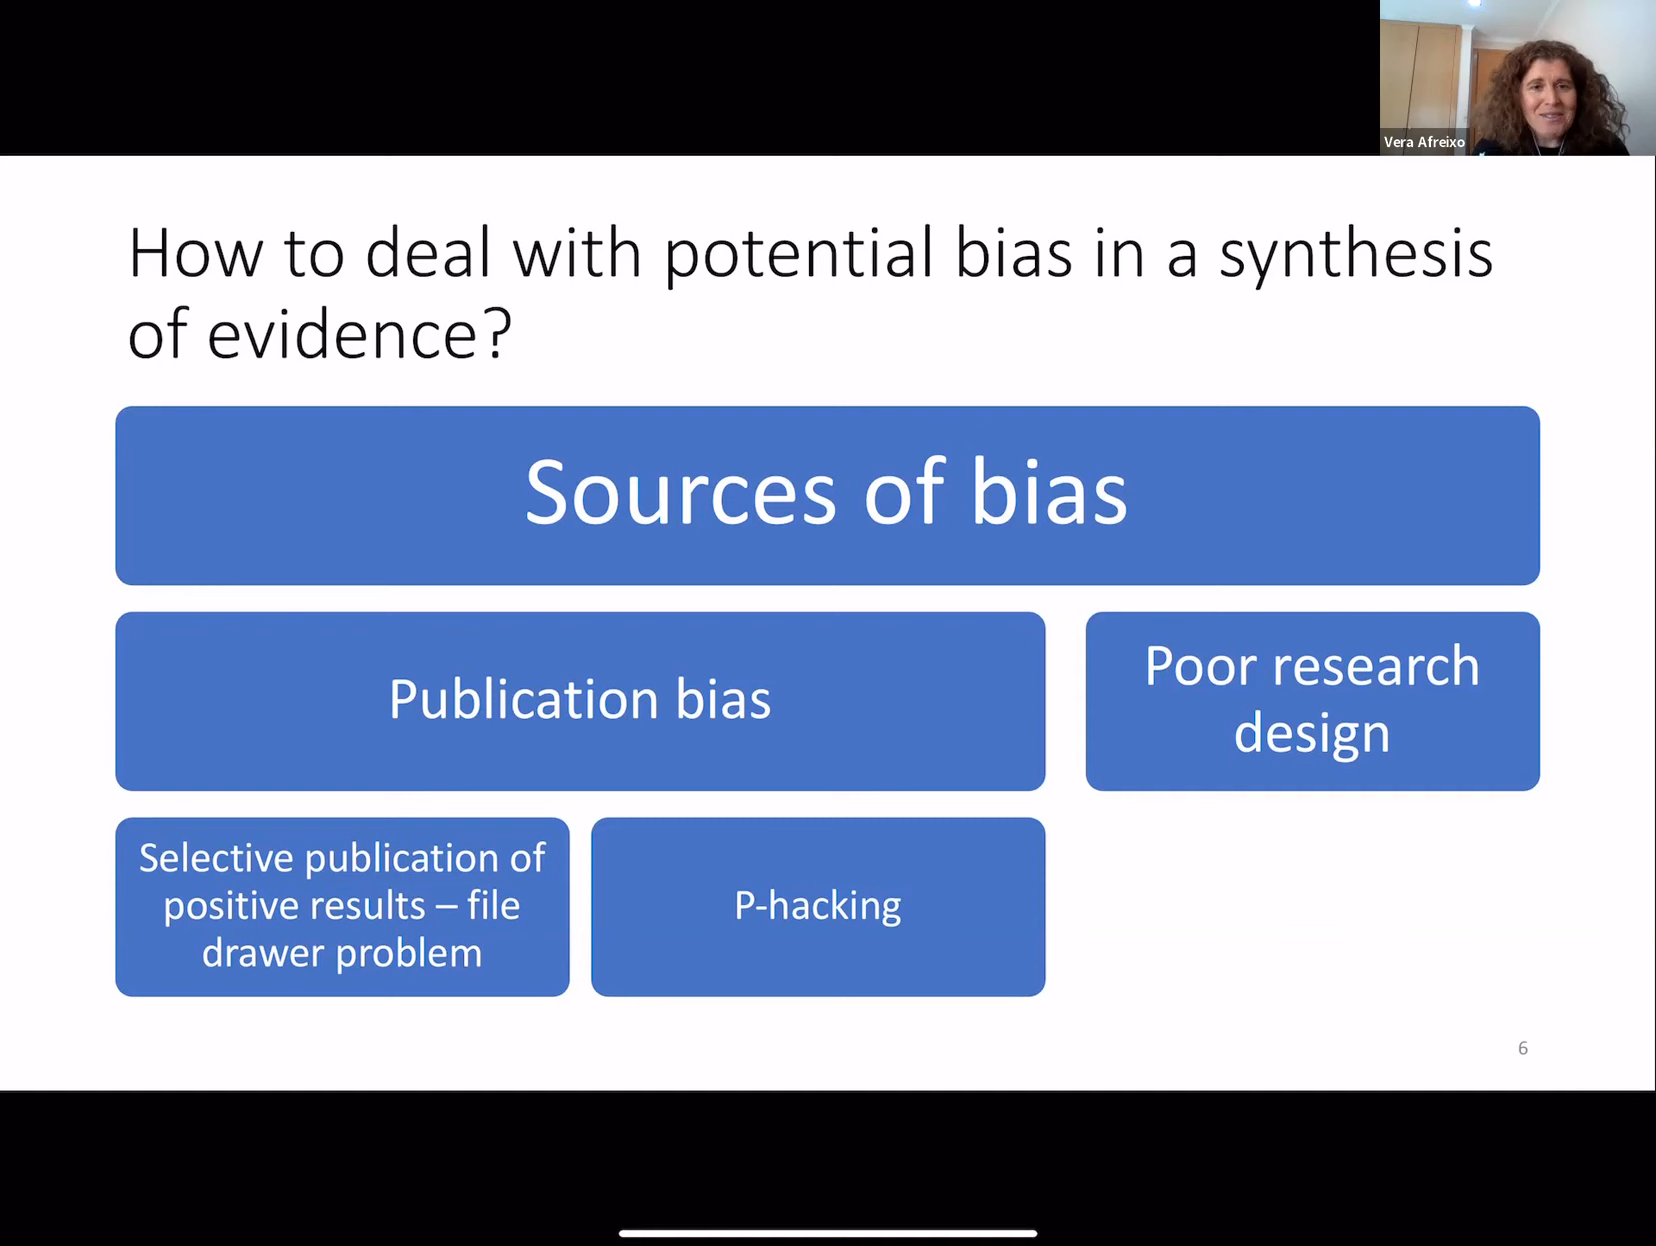 Vera Afreixo
How to deal with potential bias in a synthesis
of evidence?
Sources of bias
Publication bias
Poor research
design
Selective publication of
positive results – file
drawer problem
P-hacking
6